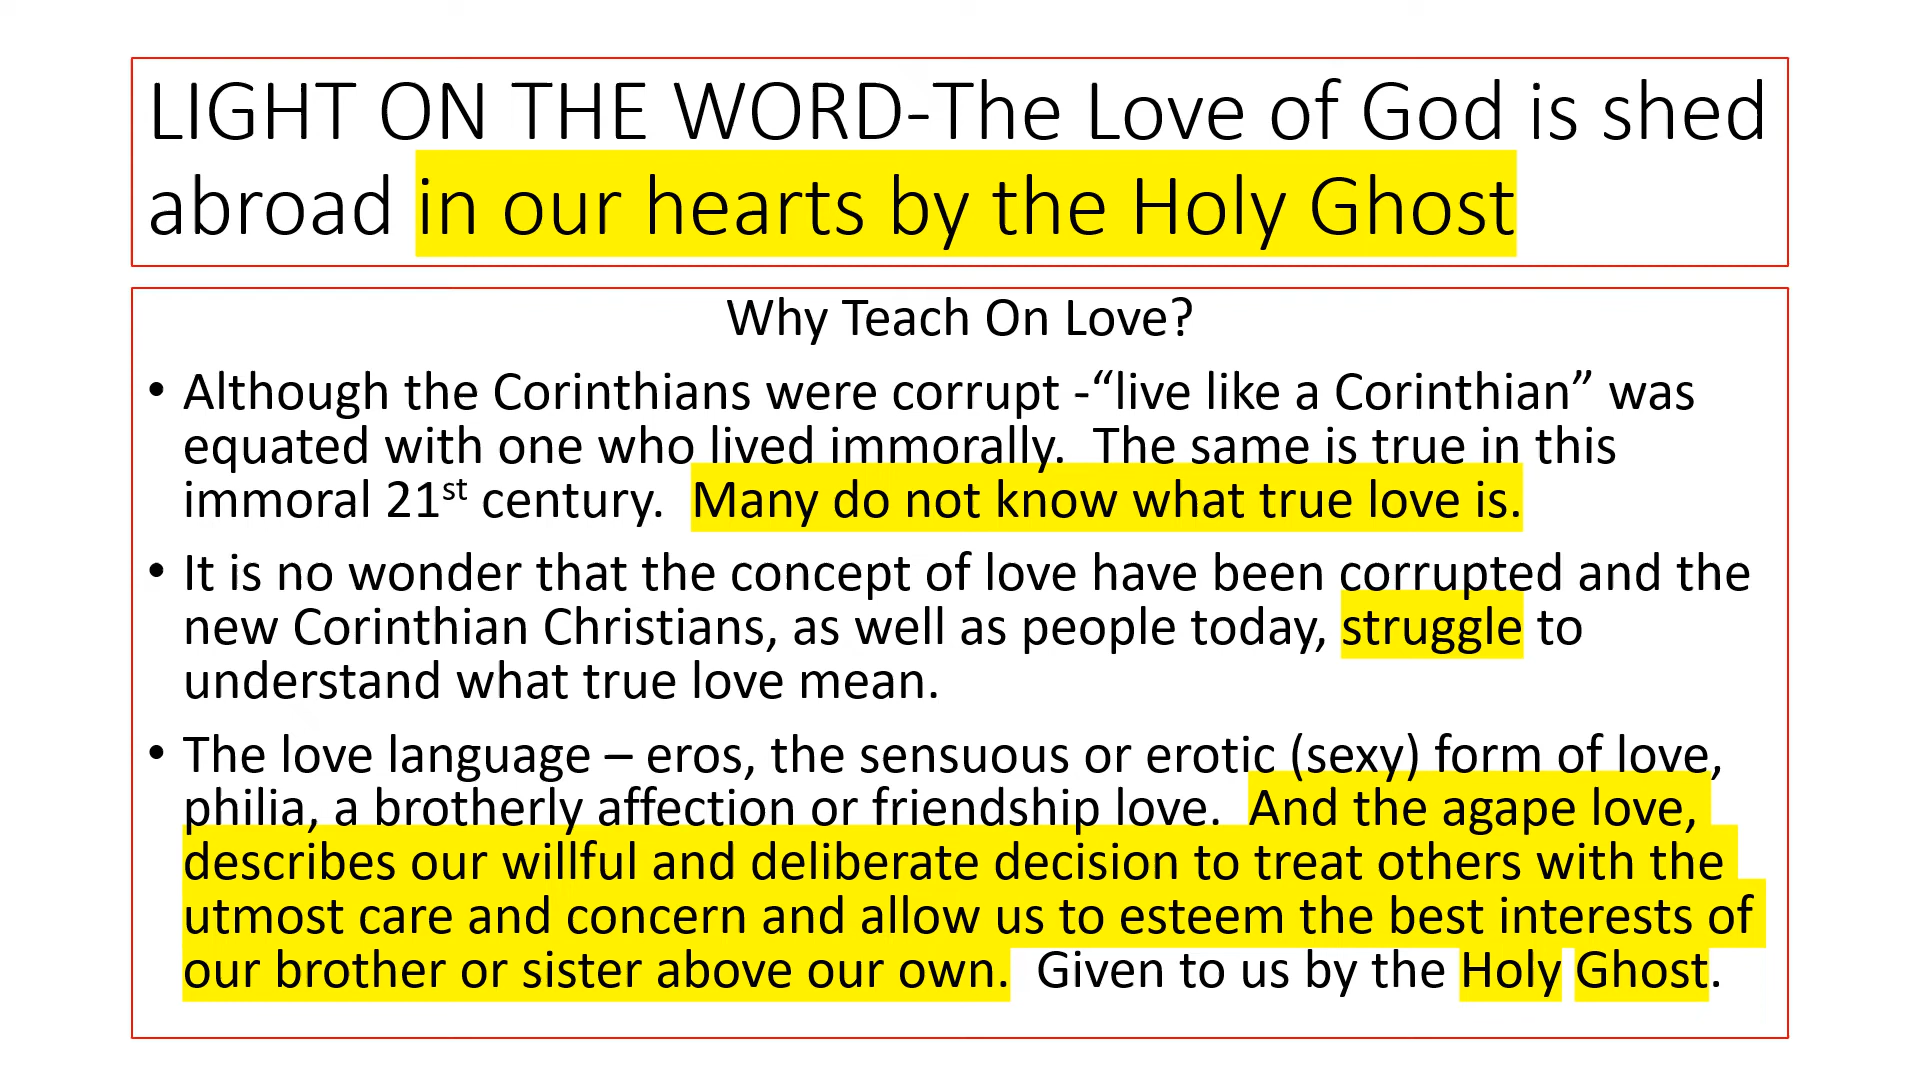 LIGHT ON THE WORD-The Love of God is shed
abroad in our hearts by the Holy Ghost
Why Teach On Love?
• Although the Corinthians were corrupt -“live like a Corinthian” was
equated with one who lived immorally.  The same is true in this
immoral 21st century.  Many do not know what true love is.
• It is no wonder that the concept of love have been corrupted and the
new Corinthian Christians, as well as people today, struggle to
understand what true love mean.
• The love language – eros, the sensuous or erotic (sexy) form of love,
philia, a brotherly affection or friendship love.  And the agape love,
describes our willful and deliberate decision to treat others with the
utmost care and concern and allow us to esteem the best interests of
our brother or sister above our own.  Given to us by the Holy Ghost.